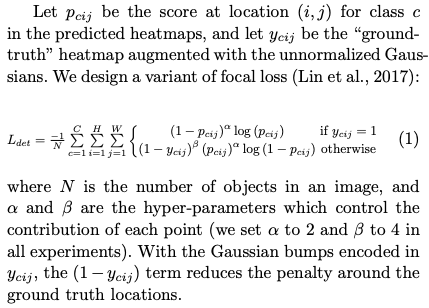 Let p_{cij} be the score at location (i, j) for class c
in the predicted heatmaps, and let y_{cij} be the “ground-
truth” heatmap augmented with the unnormalized Gaus-
sians. We design a variant of focal loss (Lin et al., 2017):
L_{det} = \frac{-1}{N} \sum_{c=1}^{C} \sum_{i=1}^{H} \sum_{j=1}^{W} \begin{cases} (1 - p_{cij})^{\alpha} \log (p_{cij}) & \text{if } y_{cij} = 1 \\ (1 - y_{cij})^{\beta} (p_{cij})^{\alpha} \log (1 - p_{cij}) & \text{otherwise} \end{cases} (1)
where N is the number of objects in an image, and
α and β are the hyper-parameters which control the
contribution of each point (we set α to 2 and β to 4 in
all experiments). With the Gaussian bumps encoded in
y_{cij}, the (1 − y_{cij}) term reduces the penalty around the
ground truth locations.